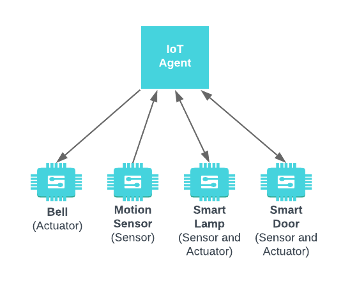 IoT
Agent
Bell
(Actuator)
Motion
Sensor
(Sensor)
Smart
Lamp
(Sensor and
Actuator)
Smart
Door
(Sensor and
Actuator)